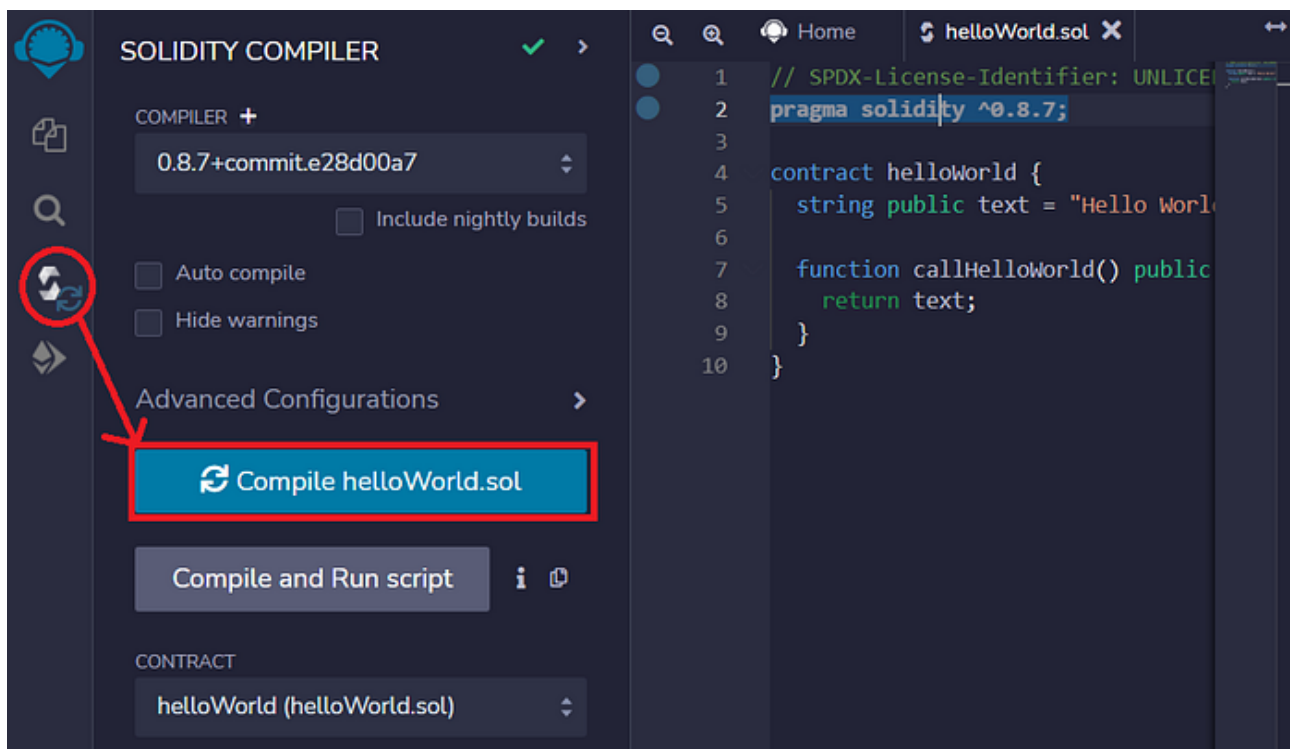 SOLIDITY COMPILER
COMPILER +
0.8.7+commit.e28d00a7
Include nightly builds
Auto compile
Hide warnings
Advanced Configurations
Compile helloWorld.sol
Compile and Run script
CONTRACT
helloWorld (helloWorld.sol)
Home
helloWorld.sol
1 // SPDX-License-Identifier:
2 pragma solidity ^0.8.7;
3
4 contract helloWorld {
5 string public text = "Hello
6
7 function callHelloWorld() public
8 return text;
9 }
10 }